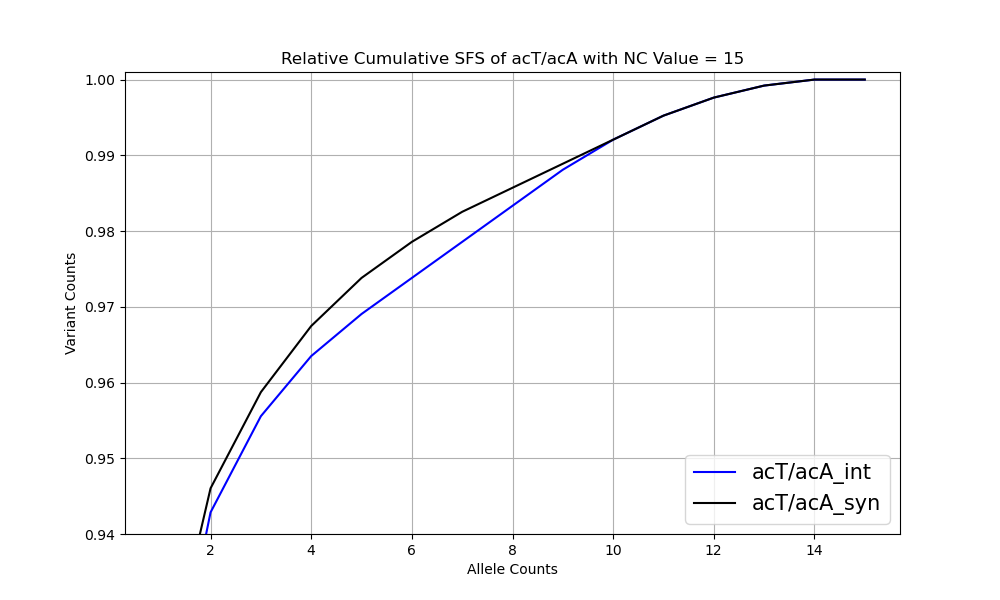 Relative Cumulative SFS of acT/acA with NC Value = 15
1.00
0.99
0.98
0.97
0.96
0.95
0.94
Variant Counts
2 4 6 8 10 12 14
Allele Counts
acT/acA_int
acT/acA_syn